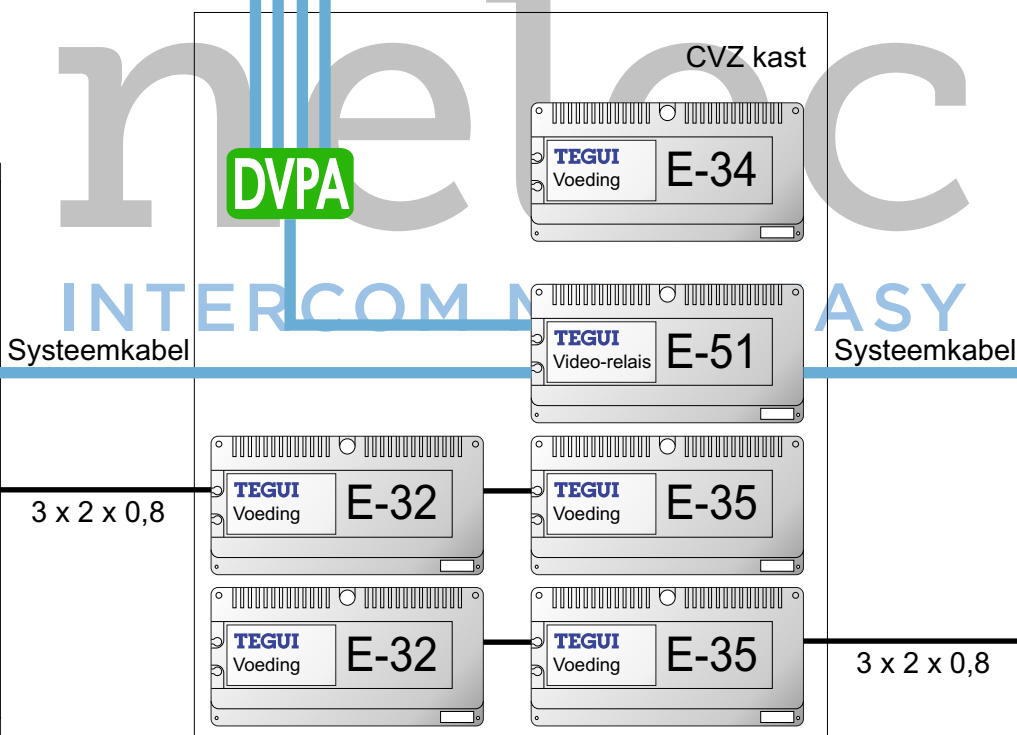 neloc
INTERCOM M ASY
CVZ kast
DVPA
TEGUI
Voeding
E-34
Systeemkabel
TEGUI
Video-relais
E-51
Systeemkabel
3 x 2 x 0,8
TEGUI
Voeding
E-32
TEGUI
Voeding
E-35
TEGUI
Voeding
E-32
TEGUI
Voeding
E-35
3 x 2 x 0,8